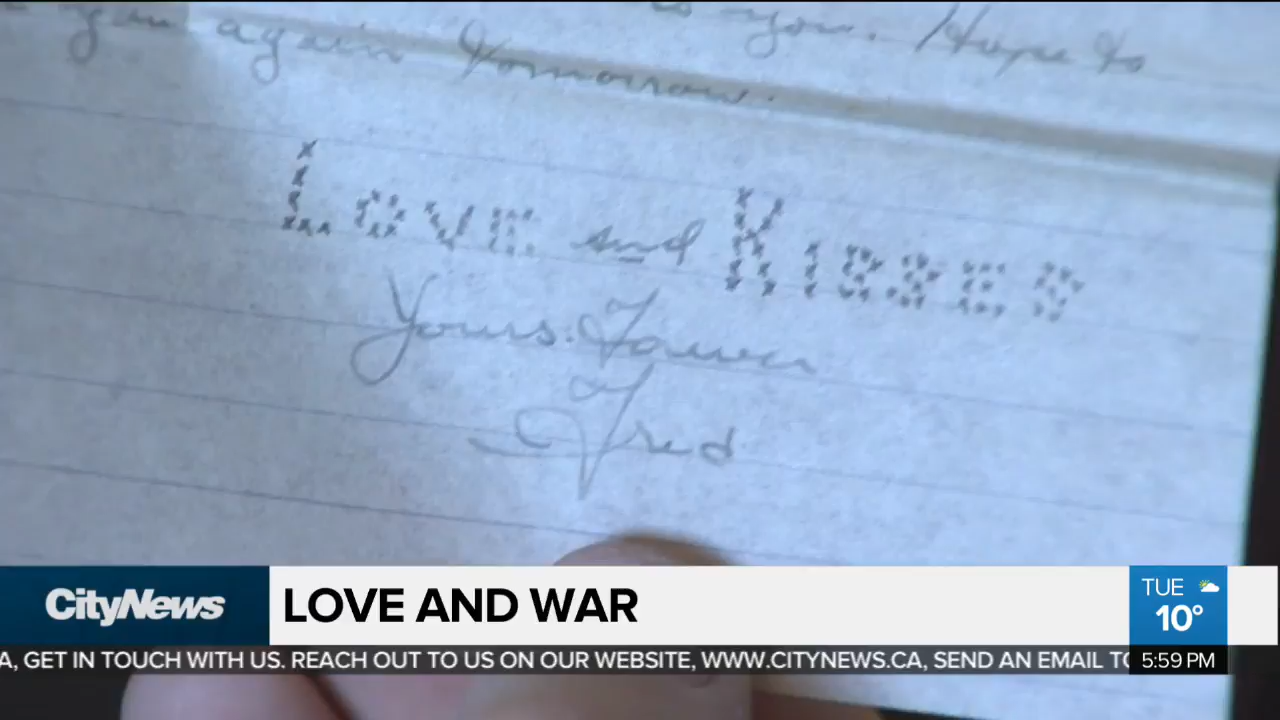 you. Hope to
you again tomorrow.
LOVE and KISSES
Yours. Forever
Fred
CityNews
LOVE AND WAR
TUE
10°
A, GET IN TOUCH WITH US. REACH OUT TO US ON OUR WEBSITE, WWW.CITYNEWS.CA, SEND AN EMAIL TO
5:59 PM